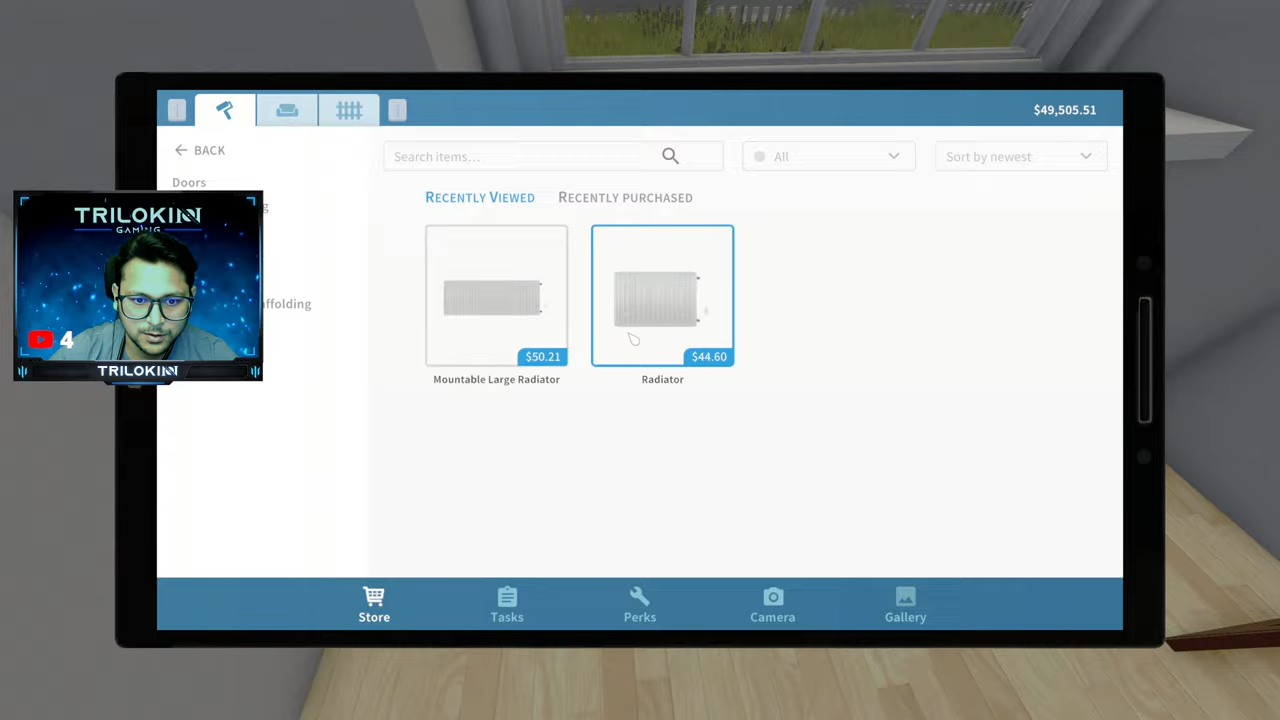 $49,505.51
BACK
Search items...
All
Sort by newest
Doors
RECENTLY VIEWED
RECENTLY PURCHASED
TRILOKIN
GAMING
4
TRILOKIN
$50.21
$44.60
Mountable Large Radiator
Radiator
Store
Tasks
Perks
Camera
Gallery